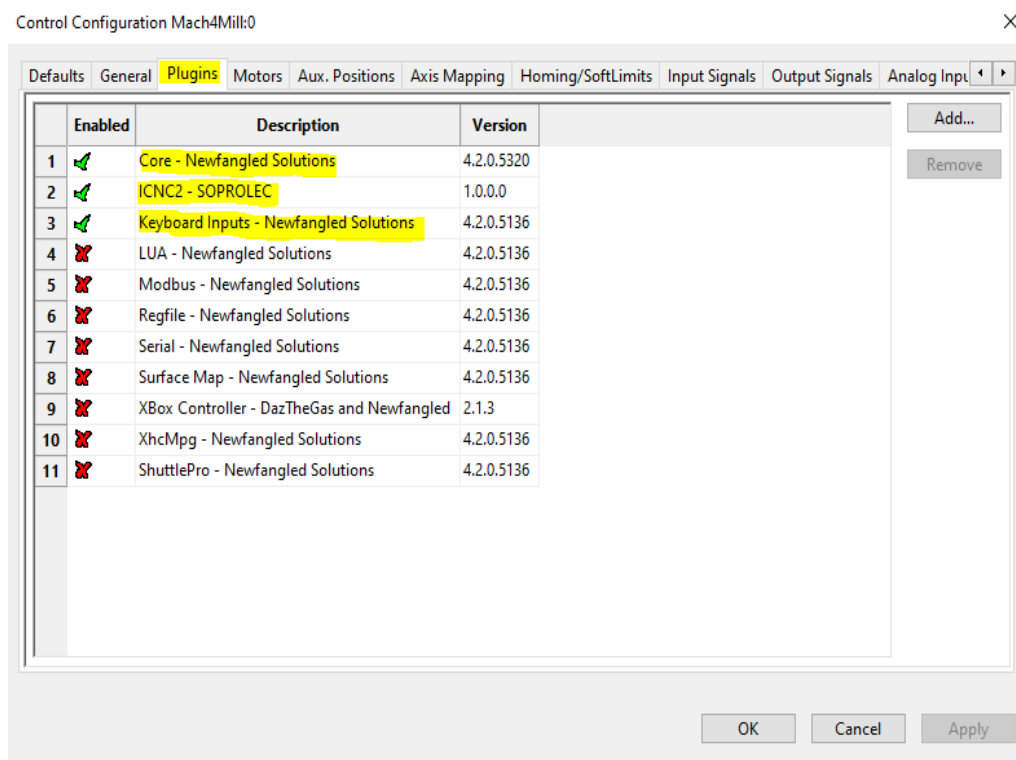 Control Configuration Mach4Mill:0
Defaults General Plugins Motors Aux. Positions Axis Mapping Homing/SoftLimits Input Signals Output Signals Analog Inpu
Enabled Description Version
Add...
1 Core - Newfangled Solutions 4.2.0.5320
Remove
2 ICNC2 - SOPROLEC 1.0.0.0
3 Keyboard Inputs - Newfangled Solutions 4.2.0.5136
4 LUA - Newfangled Solutions 4.2.0.5136
5 Modbus - Newfangled Solutions 4.2.0.5136
6 Regfile - Newfangled Solutions 4.2.0.5136
7 Serial - Newfangled Solutions 4.2.0.5136
8 Surface Map - Newfangled Solutions 4.2.0.5136
9 XBox Controller - DazTheGas and Newfangled 2.1.3
10 XhcMpg - Newfangled Solutions 4.2.0.5136
11 ShuttlePro - Newfangled Solutions 4.2.0.5136
OK Cancel Apply